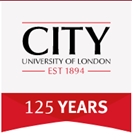 CITY
UNIVERSITY OF LONDON
EST 1894
125 YEARS